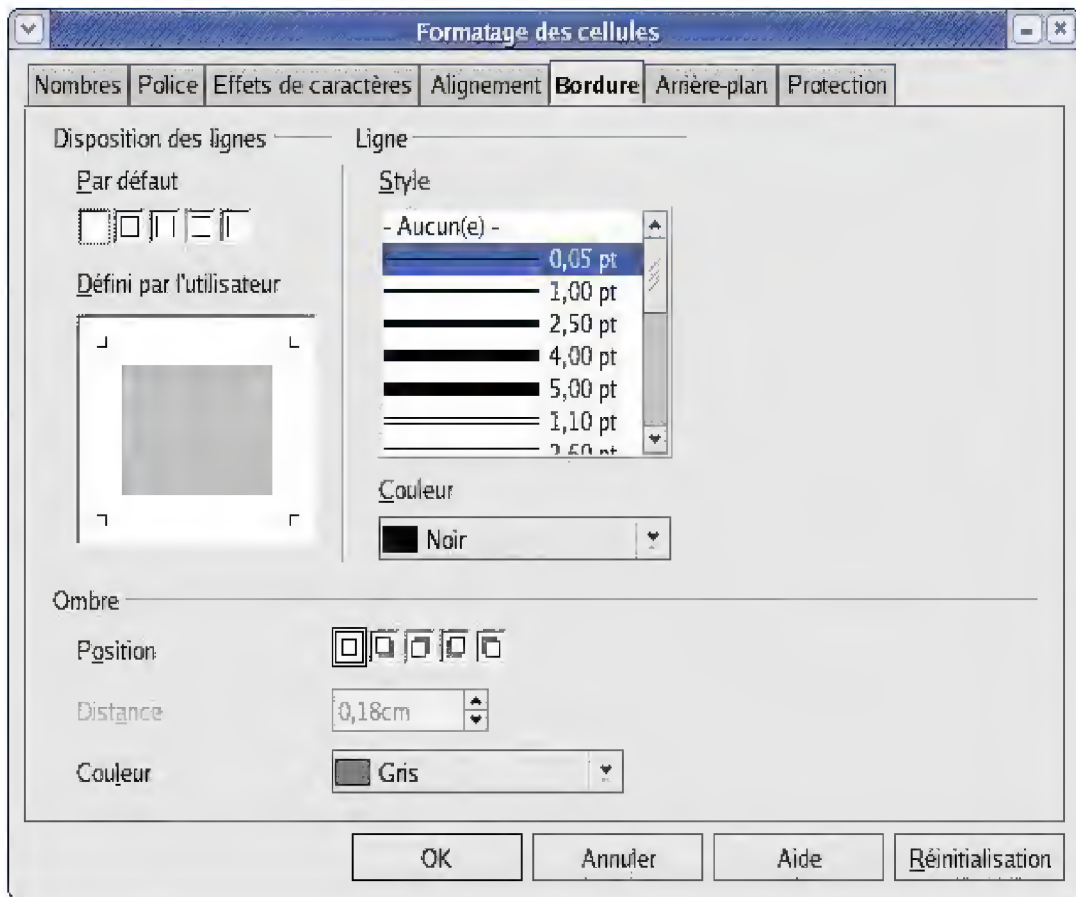 Formatage des cellules
Nombres Police Effets de caractères Alignement Bordure Arrière-plan Protection
Disposition des lignes
Par défaut
Défini par l'utilisateur
Ligne
Style
- Aucun(e) -
0,05 pt
1,00 pt
2,50 pt
4,00 pt
5,00 pt
1,10 pt
Couleur
Noir
Ombre
Position
Distance 0,18cm
Couleur Gris
OK Annuler Aide Réinitialisation